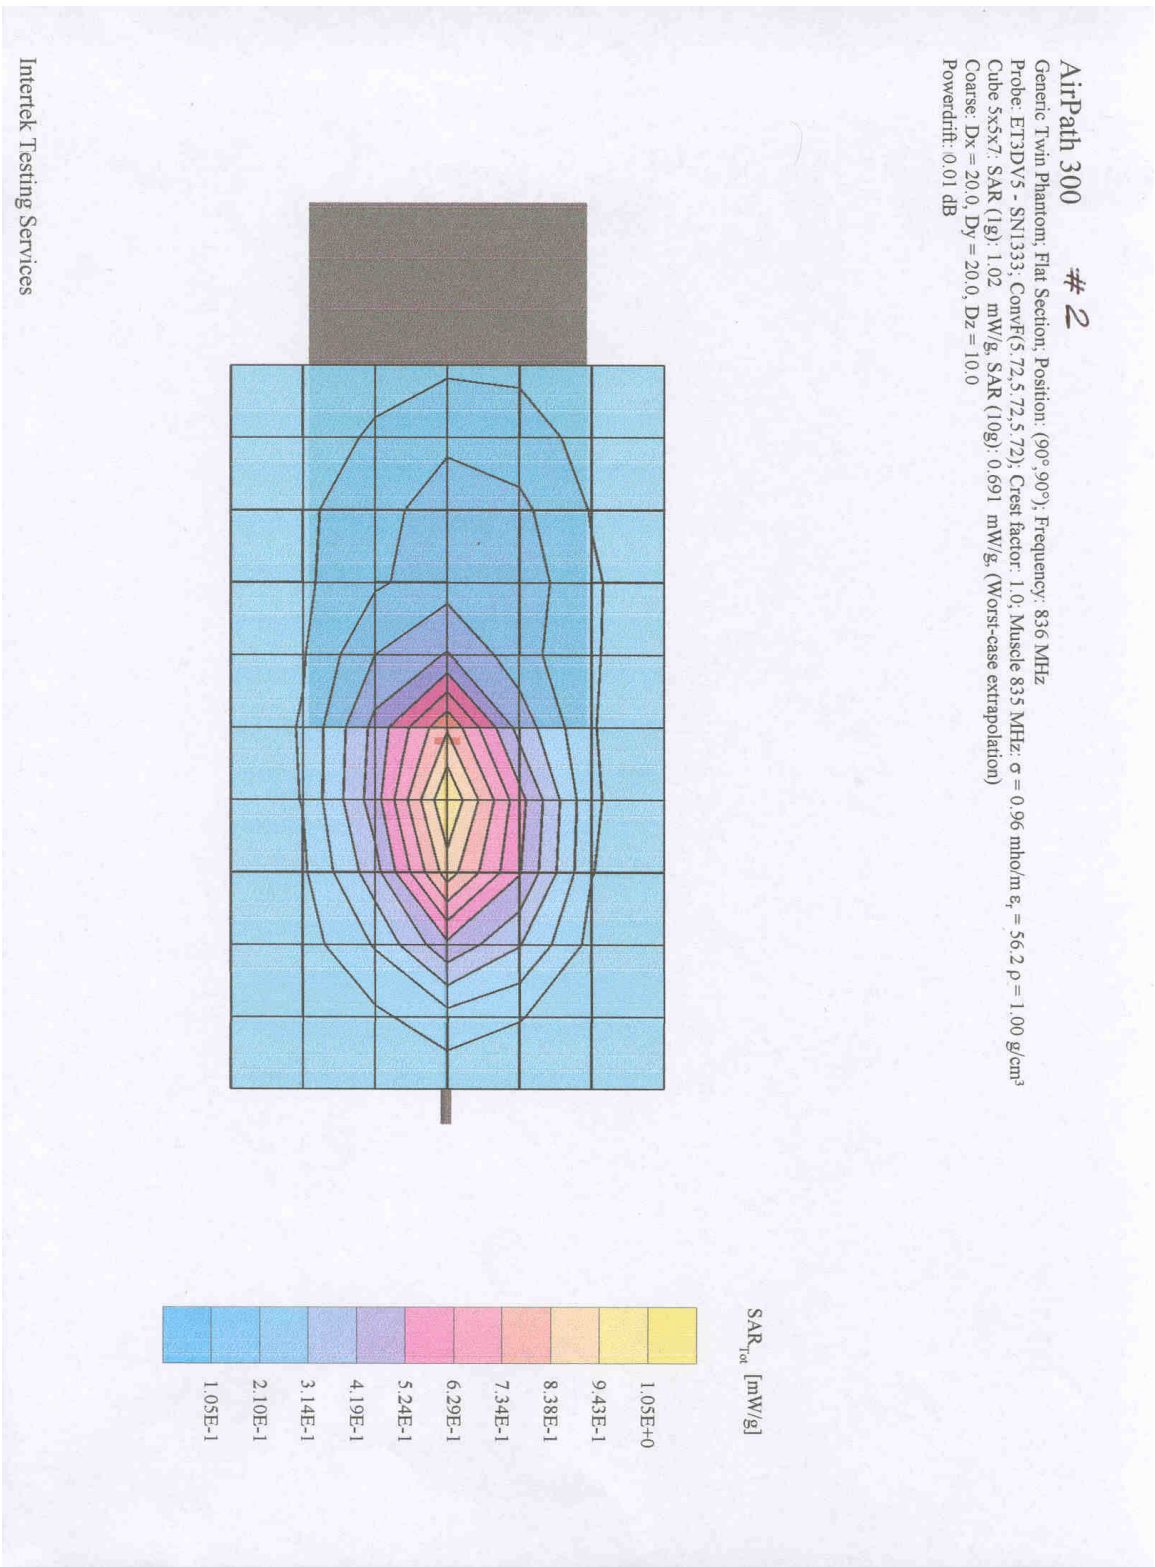 AirPath 300 #2
Generic Twin Phantom; Flat Section; Position: (90°,90°); Frequency: 836 MHz
Probe: ET3DV5 - SN1333; ConvF(5.72,5.72,5.72); Crest factor: 1.0; Muscle 835 MHz: σ = 0.96 mho/m εr = 56.2 ρ = 1.00 g/cm³
Cube 5x5x7: SAR (1g): 1.02 mW/g, SAR (10g): 0.691 mW/g, (Worst-case extrapolation)
Coarse: Dx = 20.0, Dy = 20.0, Dz = 10.0
Powerdrift: 0.01 dB
SARTot [mW/g]
1.05E+0
9.43E-1
8.38E-1
7.34E-1
6.29E-1
5.24E-1
4.19E-1
3.14E-1
2.10E-1
1.05E-1
Intertek Testing Services